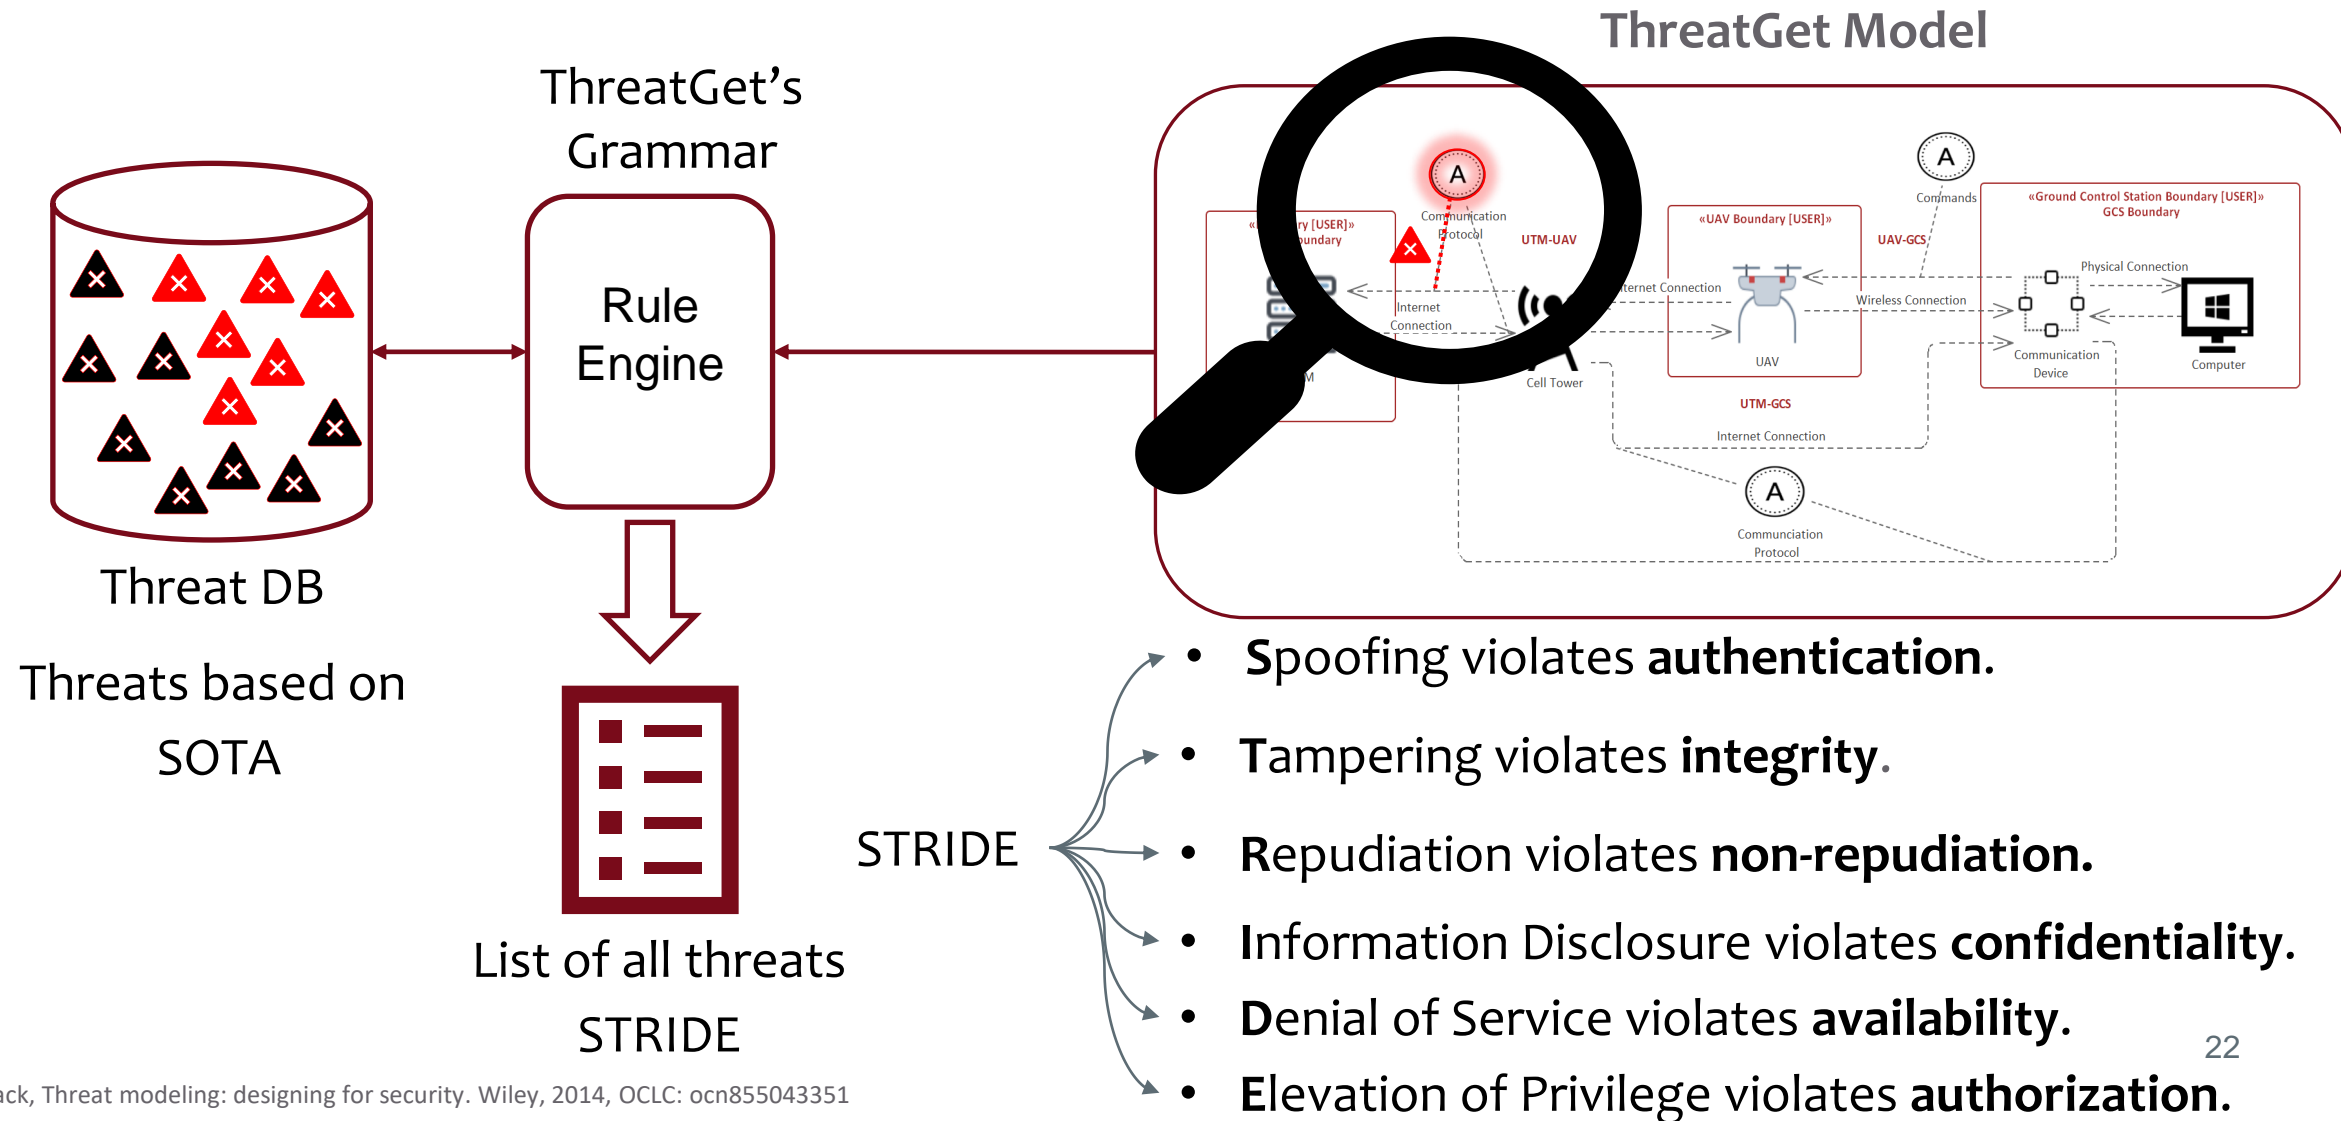 ThreatGet Model
ThreatGet's
Grammar
Rule
Engine
Threat DB
Threats based on
SOTA
List of all threats
STRIDE
A
Communication
Protocol
ry [USER]»
undary
UTM-UAV
Internet
Connection
M
Cell Tower
ternet Connection
«UAV Boundary [USER]»
UAV
UAV-GCS
A
Commands
Wireless Connection
«Ground Control Station Boundary [USER]»
GCS Boundary
Physical Connection
Communication
Device
Computer
UTM-GCS
Internet Connection
A
Communciation
Protocol
STRIDE
• Spoofing violates authentication.
• Tampering violates integrity.
• Repudiation violates non-repudiation.
• Information Disclosure violates confidentiality.
• Denial of Service violates availability.
• Elevation of Privilege violates authorization.
22
ack, Threat modeling: designing for security. Wiley, 2014, OCLC: ocn855043351